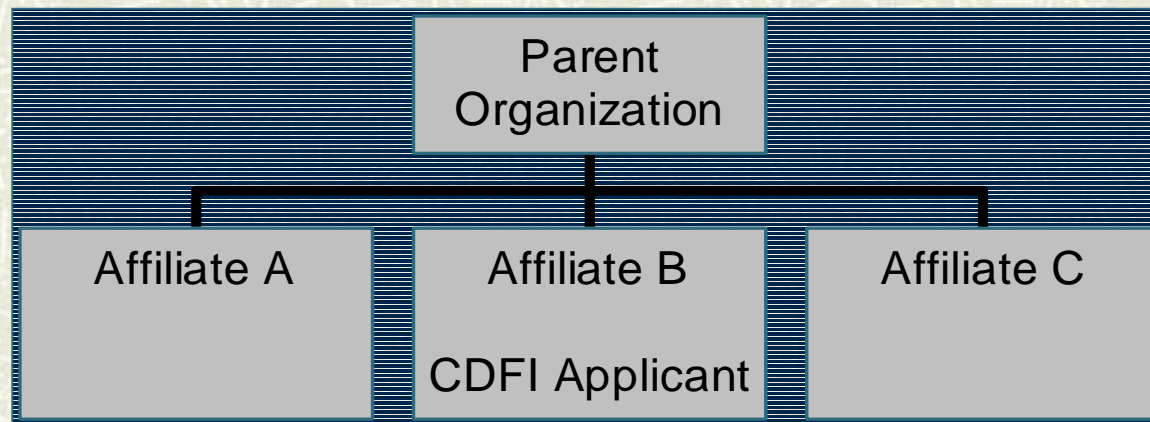 Parent
Organization
Affiliate A
Affiliate B
CDFI Applicant
Affiliate C